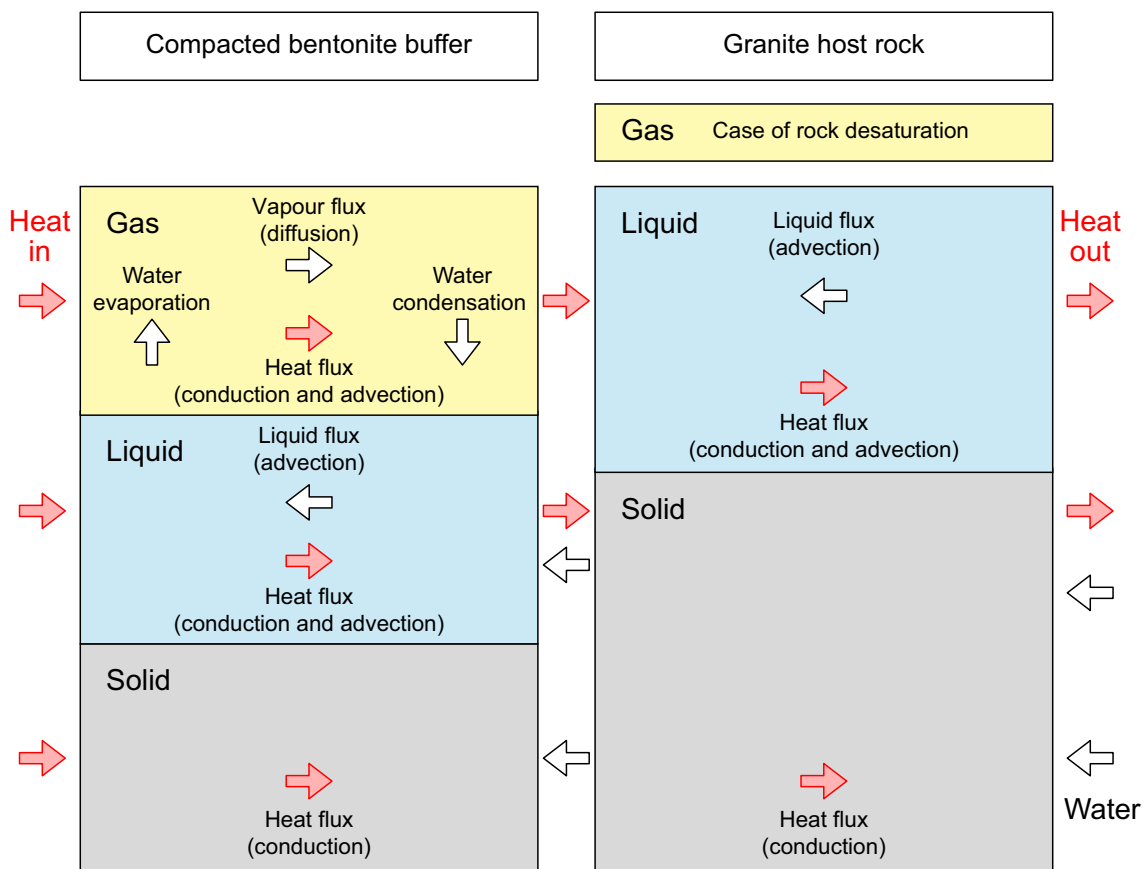 Compacted bentonite buffer
Granite host rock
Gas Case of rock desaturation
Heat
in
Gas
Vapour flux
(diffusion)
Water
evaporation
Water
condensation
Heat flux
(conduction and advection)
Liquid
Liquid flux
(advection)
Heat flux
(conduction and advection)
Solid
Heat flux
(conduction)
Liquid
Liquid flux
(advection)
Heat flux
(conduction and advection)
Solid
Heat flux
(conduction)
Heat
out
Water